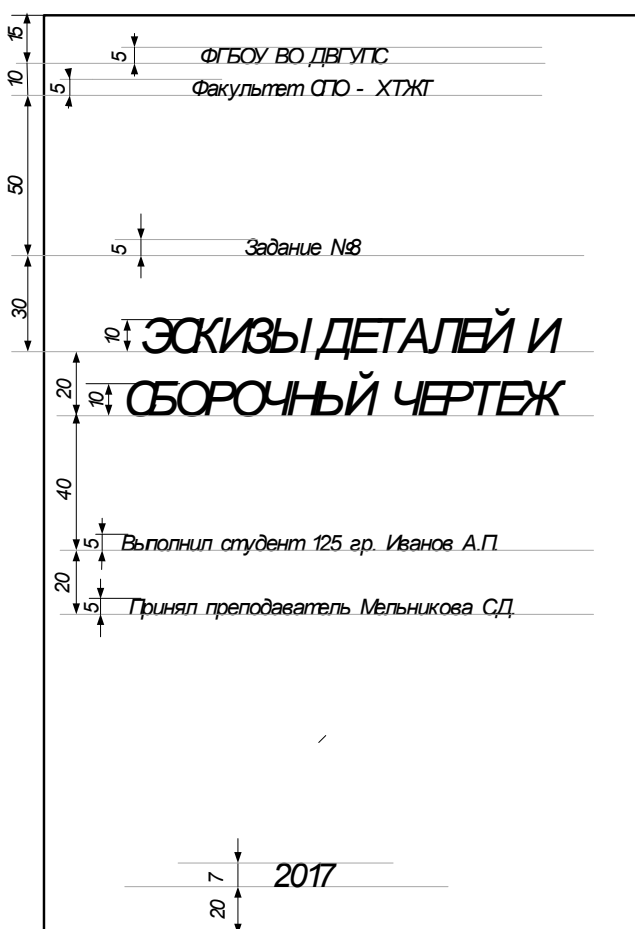 15
5 ФГБОУ ВО ДВГУПС
10
5 Факультет СПО - ХТЖТ
50
5 Задание №8
30
10 ЭСКИЗЫ ДЕТАЛЕЙ И
20
10 СБОРОЧНЫЙ ЧЕРТЕЖ
40
5 Выполнил студент 125 гр. Иванов А.П.
20
5 Принял преподаватель Мельникова С.Д.
7 2017
20